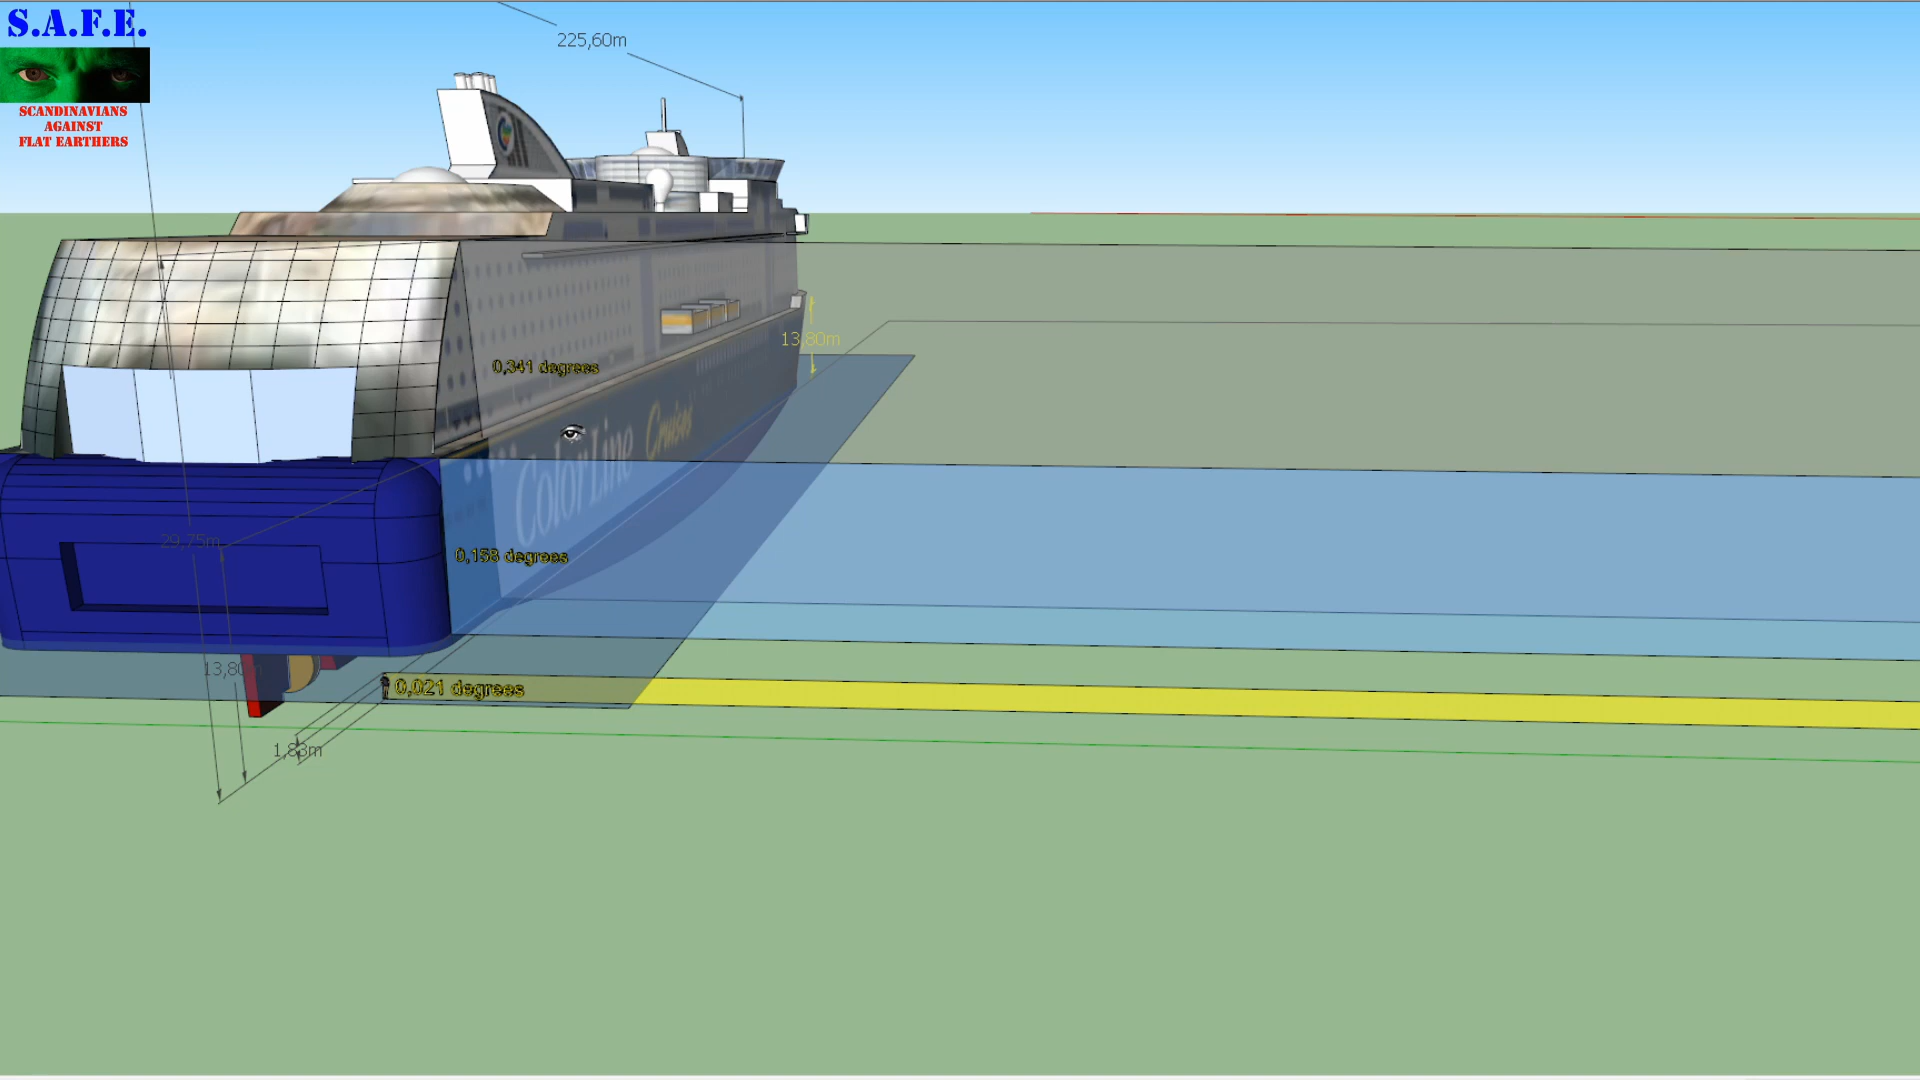 S.A.F.E.
SCANDINAVIANS
AGAINST
FLAT EARTHERS
225,60m
13,80m
0,341 degrees
Color Line Cruises
29,75m
0,158 degrees
13,80
0,021 degrees
1,83m